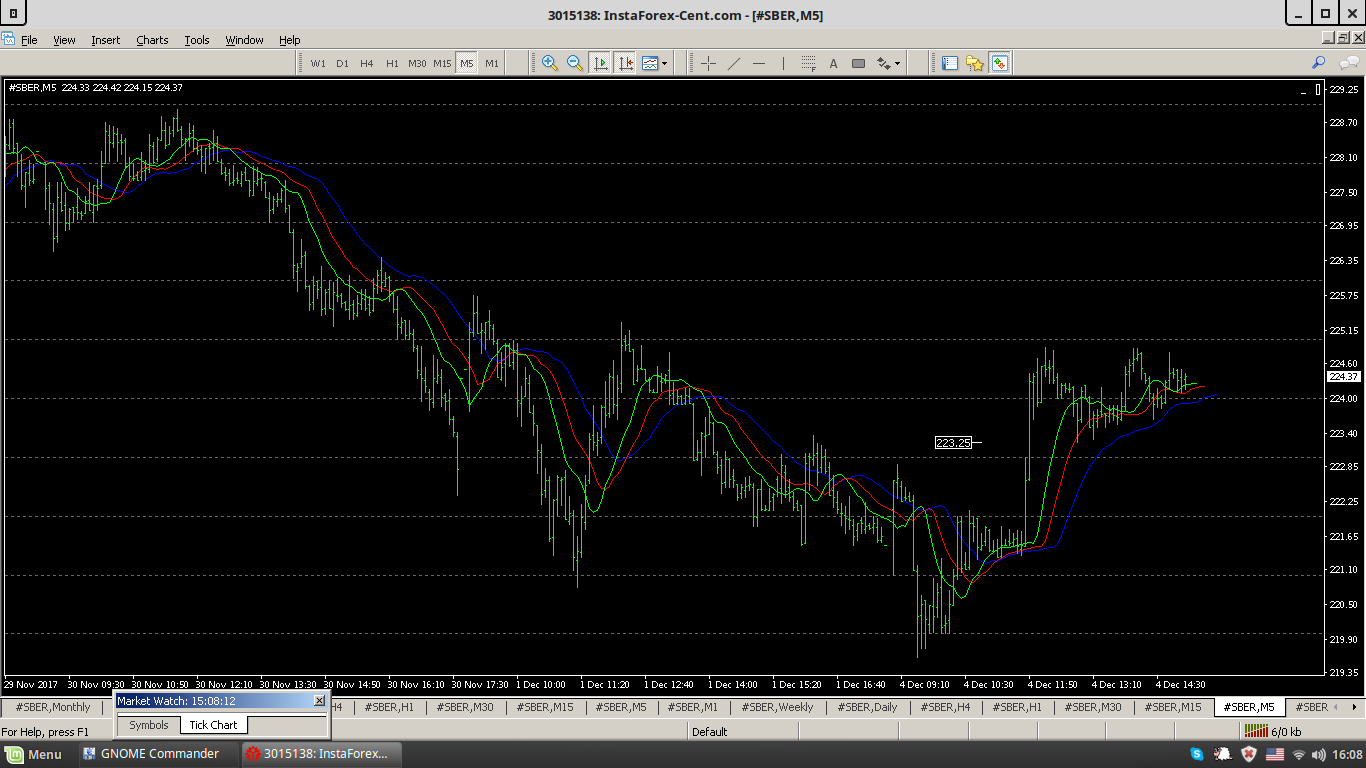 3015138: InstaForex-Cent.com - [#SBER,M5]
File View Insert Charts Tools Window Help
W1 D1 H4 H1 M30 M15 M5 M1
A
#SBER,M5 224.33 224.42 224.15 224.37
229.25
228.70
228.10
227.50
226.95
226.35
225.75
225.15
224.60
224.37
224.00
223.40
223.25
222.85
222.25
221.65
221.10
220.50
219.90
219.35
29 Nov 2017 30 Nov 09:30 30 Nov 10:50 30 Nov 12:10 30 Nov 13:30 30 Nov 14:50 30 Nov 16:10 30 Nov 17:30 1 Dec 10:00 1 Dec 11:20 1 Dec 12:40 1 Dec 14:00 1 Dec 15:20 1 Dec 16:40 4 Dec 09:10 4 Dec 10:30 4 Dec 11:50 4 Dec 13:10 4 Dec 14:30
Market Watch: 15:08:12
Symbols Tick Chart
#SBER,Monthly H4 #SBER,H1 #SBER,M30 #SBER,M15 #SBER,M5 #SBER,M1 #SBER,Weekly #SBER,Daily #SBER,H4 #SBER,H1 #SBER,M30 #SBER,M15 #SBER,M5 #SBER
For Help, press F1 Default 6/0 kb
Menu GNOME Commander 3015138: InstaForex... 16:08